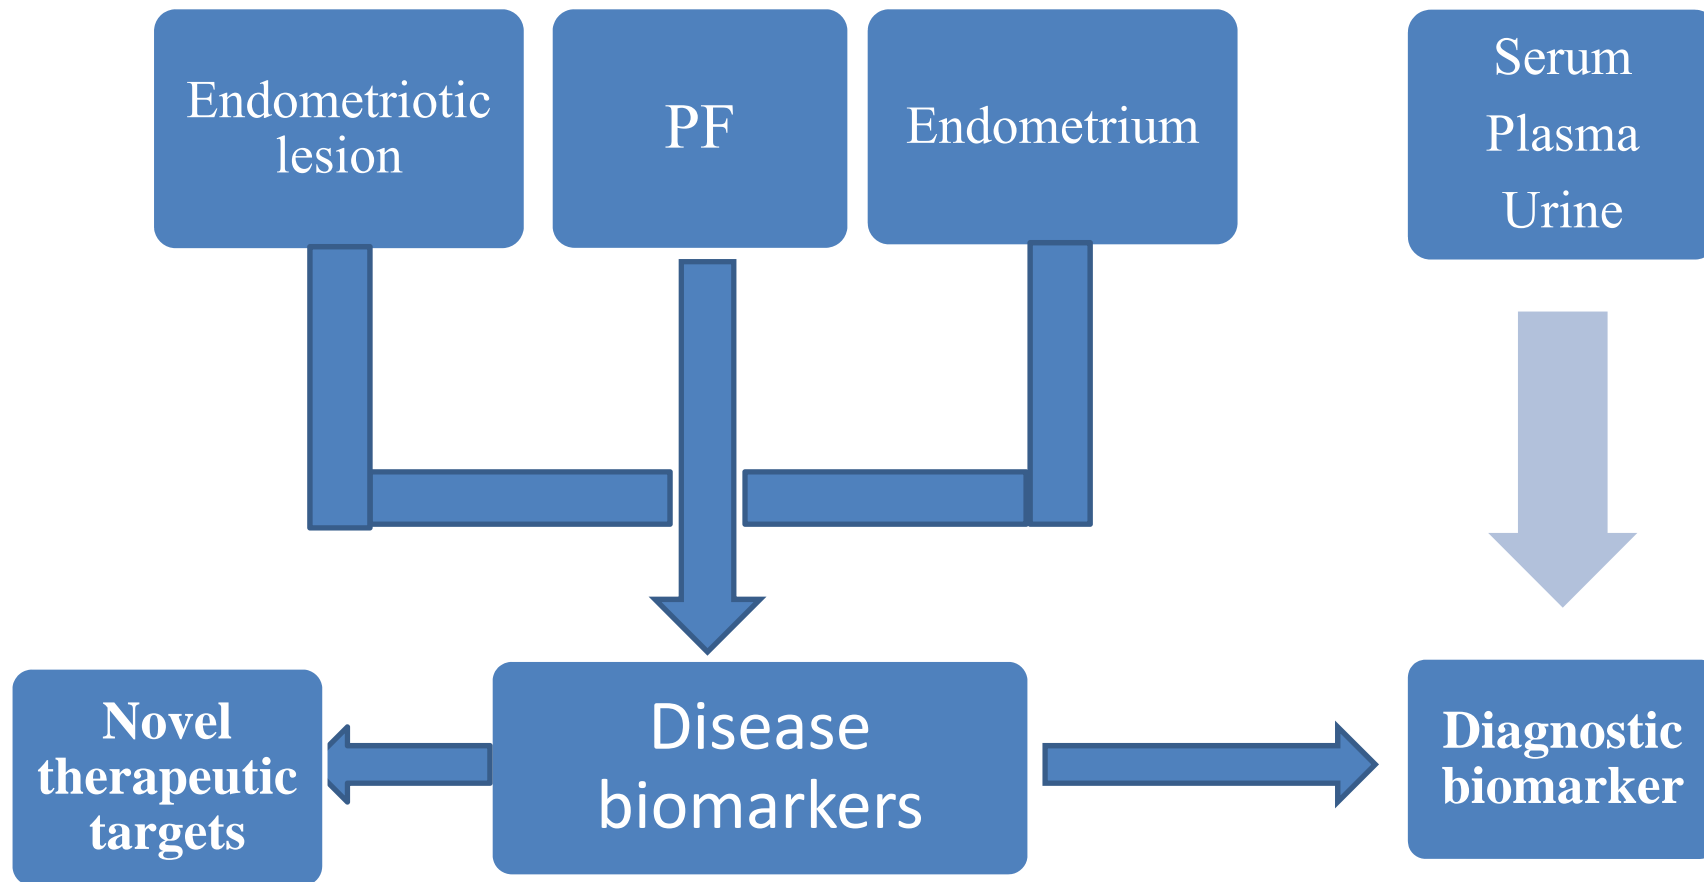 Endometriotic
lesion
PF
Endometrium
Serum
Plasma
Urine
Novel
therapeutic
targets
Disease
biomarkers
Diagnostic
biomarker